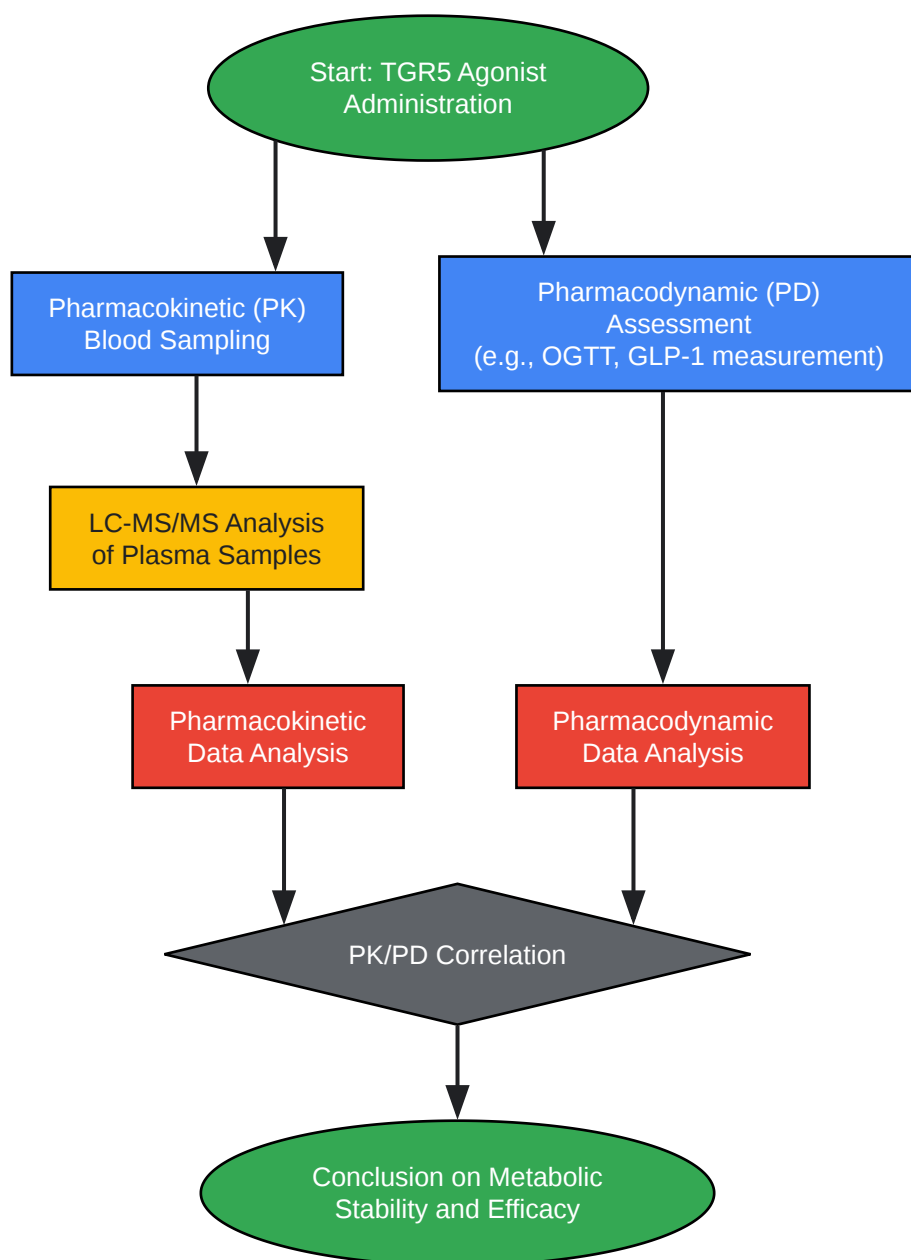 Start: TGR5 Agonist
Administration
Pharmacokinetic (PK)
Blood Sampling
Pharmacodynamic (PD)
Assessment
(e.g., OGTT, GLP-1 measurement)
LC-MS/MS Analysis
of Plasma Samples
Pharmacokinetic
Data Analysis
Pharmacodynamic
Data Analysis
PK/PD Correlation
Conclusion on Metabolic
Stability and Efficacy